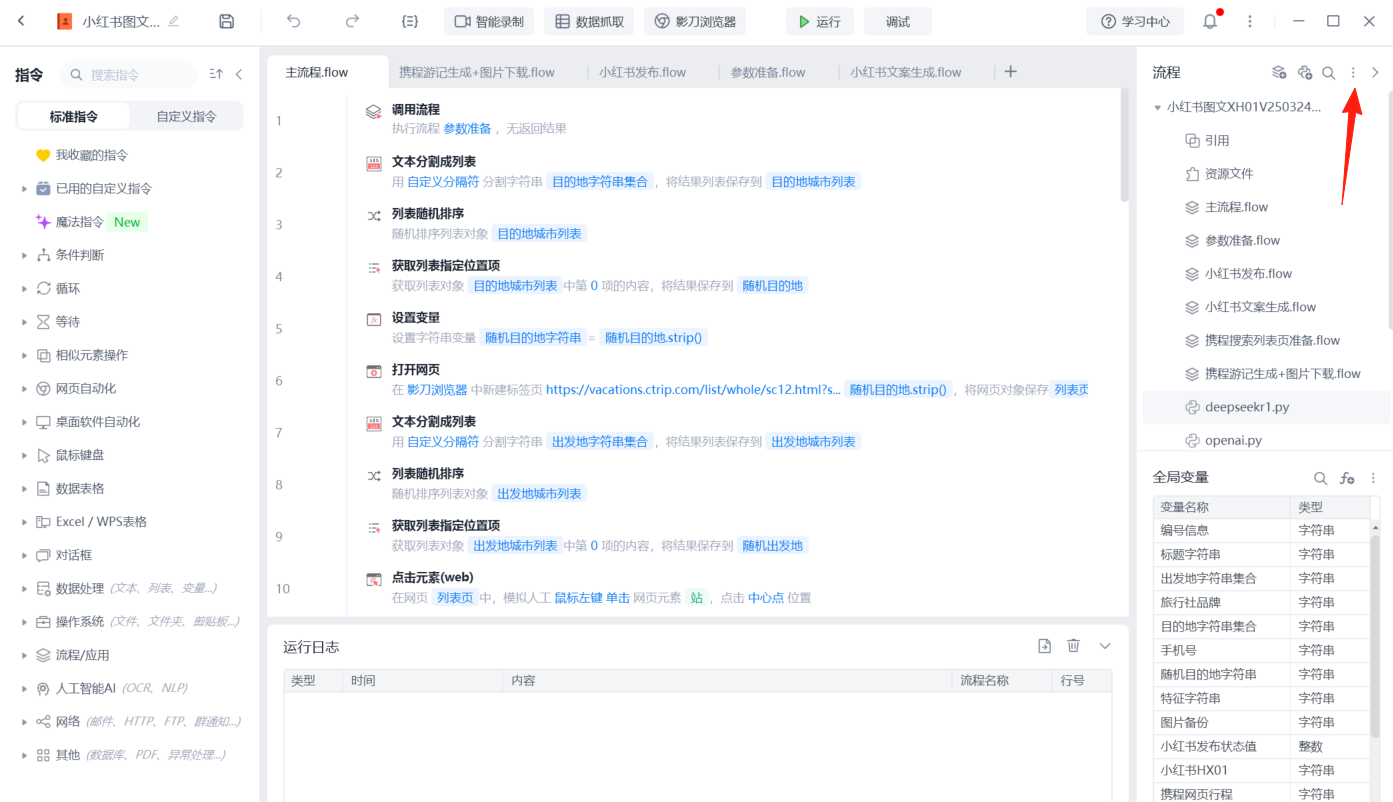 小红书图文...
智能录制
数据抓取
影刀浏览器
运行
调试
学习中心
指令
搜索指令
标准指令
自定义指令
我收藏的指令
已用的自定义指令
魔法指令 New
条件判断
循环
等待
相似元素操作
网页自动化
桌面软件自动化
鼠标键盘
数据表格
Excel / WPS表格
对话框
数据处理 (文本、列表、变量...)
操作系统 (文件、文件夹、剪贴板...)
流程/应用
人工智能AI (OCR、NLP)
网络 (邮件、HTTP、FTP、群通知...)
其他 (数据库、PDF、异常处理...)
主流程.flow
携程游记生成+图片下载.flow
小红书发布.flow
参数准备.flow
小红书文案生成.flow
1
调用流程
执行流程 参数准备 ，无返回结果
2
文本分割成列表
用 自定义分隔符 分割字符串 目的地字符串集合 ，将结果列表保存到 目的地城市列表
3
列表随机排序
随机排序列表对象 目的地城市列表
4
获取列表指定位置项
获取列表对象 目的地城市列表 中第 0 项的内容，将结果保存到 随机目的地
5
设置变量
设置字符串变量 随机目的地字符串 = 随机目的地.strip()
6
打开网页
在 影刀浏览器 中新建标签页 https://vacations.ctrip.com/list/whole/sc12.html?s... 随机目的地.strip() ，将网页对象保存 列表页
7
文本分割成列表
用 自定义分隔符 分割字符串 出发地字符串集合 ，将结果列表保存到 出发地城市列表
8
列表随机排序
随机排序列表对象 出发地城市列表
9
获取列表指定位置项
获取列表对象 出发地城市列表 中第 0 项的内容，将结果保存到 随机出发地
10
点击元素(web)
在网页 列表页 中，模拟人工 鼠标左键 单击 网页元素 站 ，点击 中心点 位置
运行日志
类型 时间 内容 流程名称 行号
流程
小红书图文XH01V250324...
引用
资源文件
主流程.flow
参数准备.flow
小红书发布.flow
小红书文案生成.flow
携程搜索列表页准备.flow
携程游记生成+图片下载.flow
deepseekr1.py
openai.py
全局变量
变量名称 类型
编号信息 字符串
标题字符串 字符串
出发地字符串集合 字符串
旅行社品牌 字符串
目的地字符串集合 字符串
手机号 字符串
随机目的地字符串 字符串
特征字符串 字符串
图片备份 字符串
小红书发布状态值 整数
小红书HX01 字符串
携程网页行程 字符串